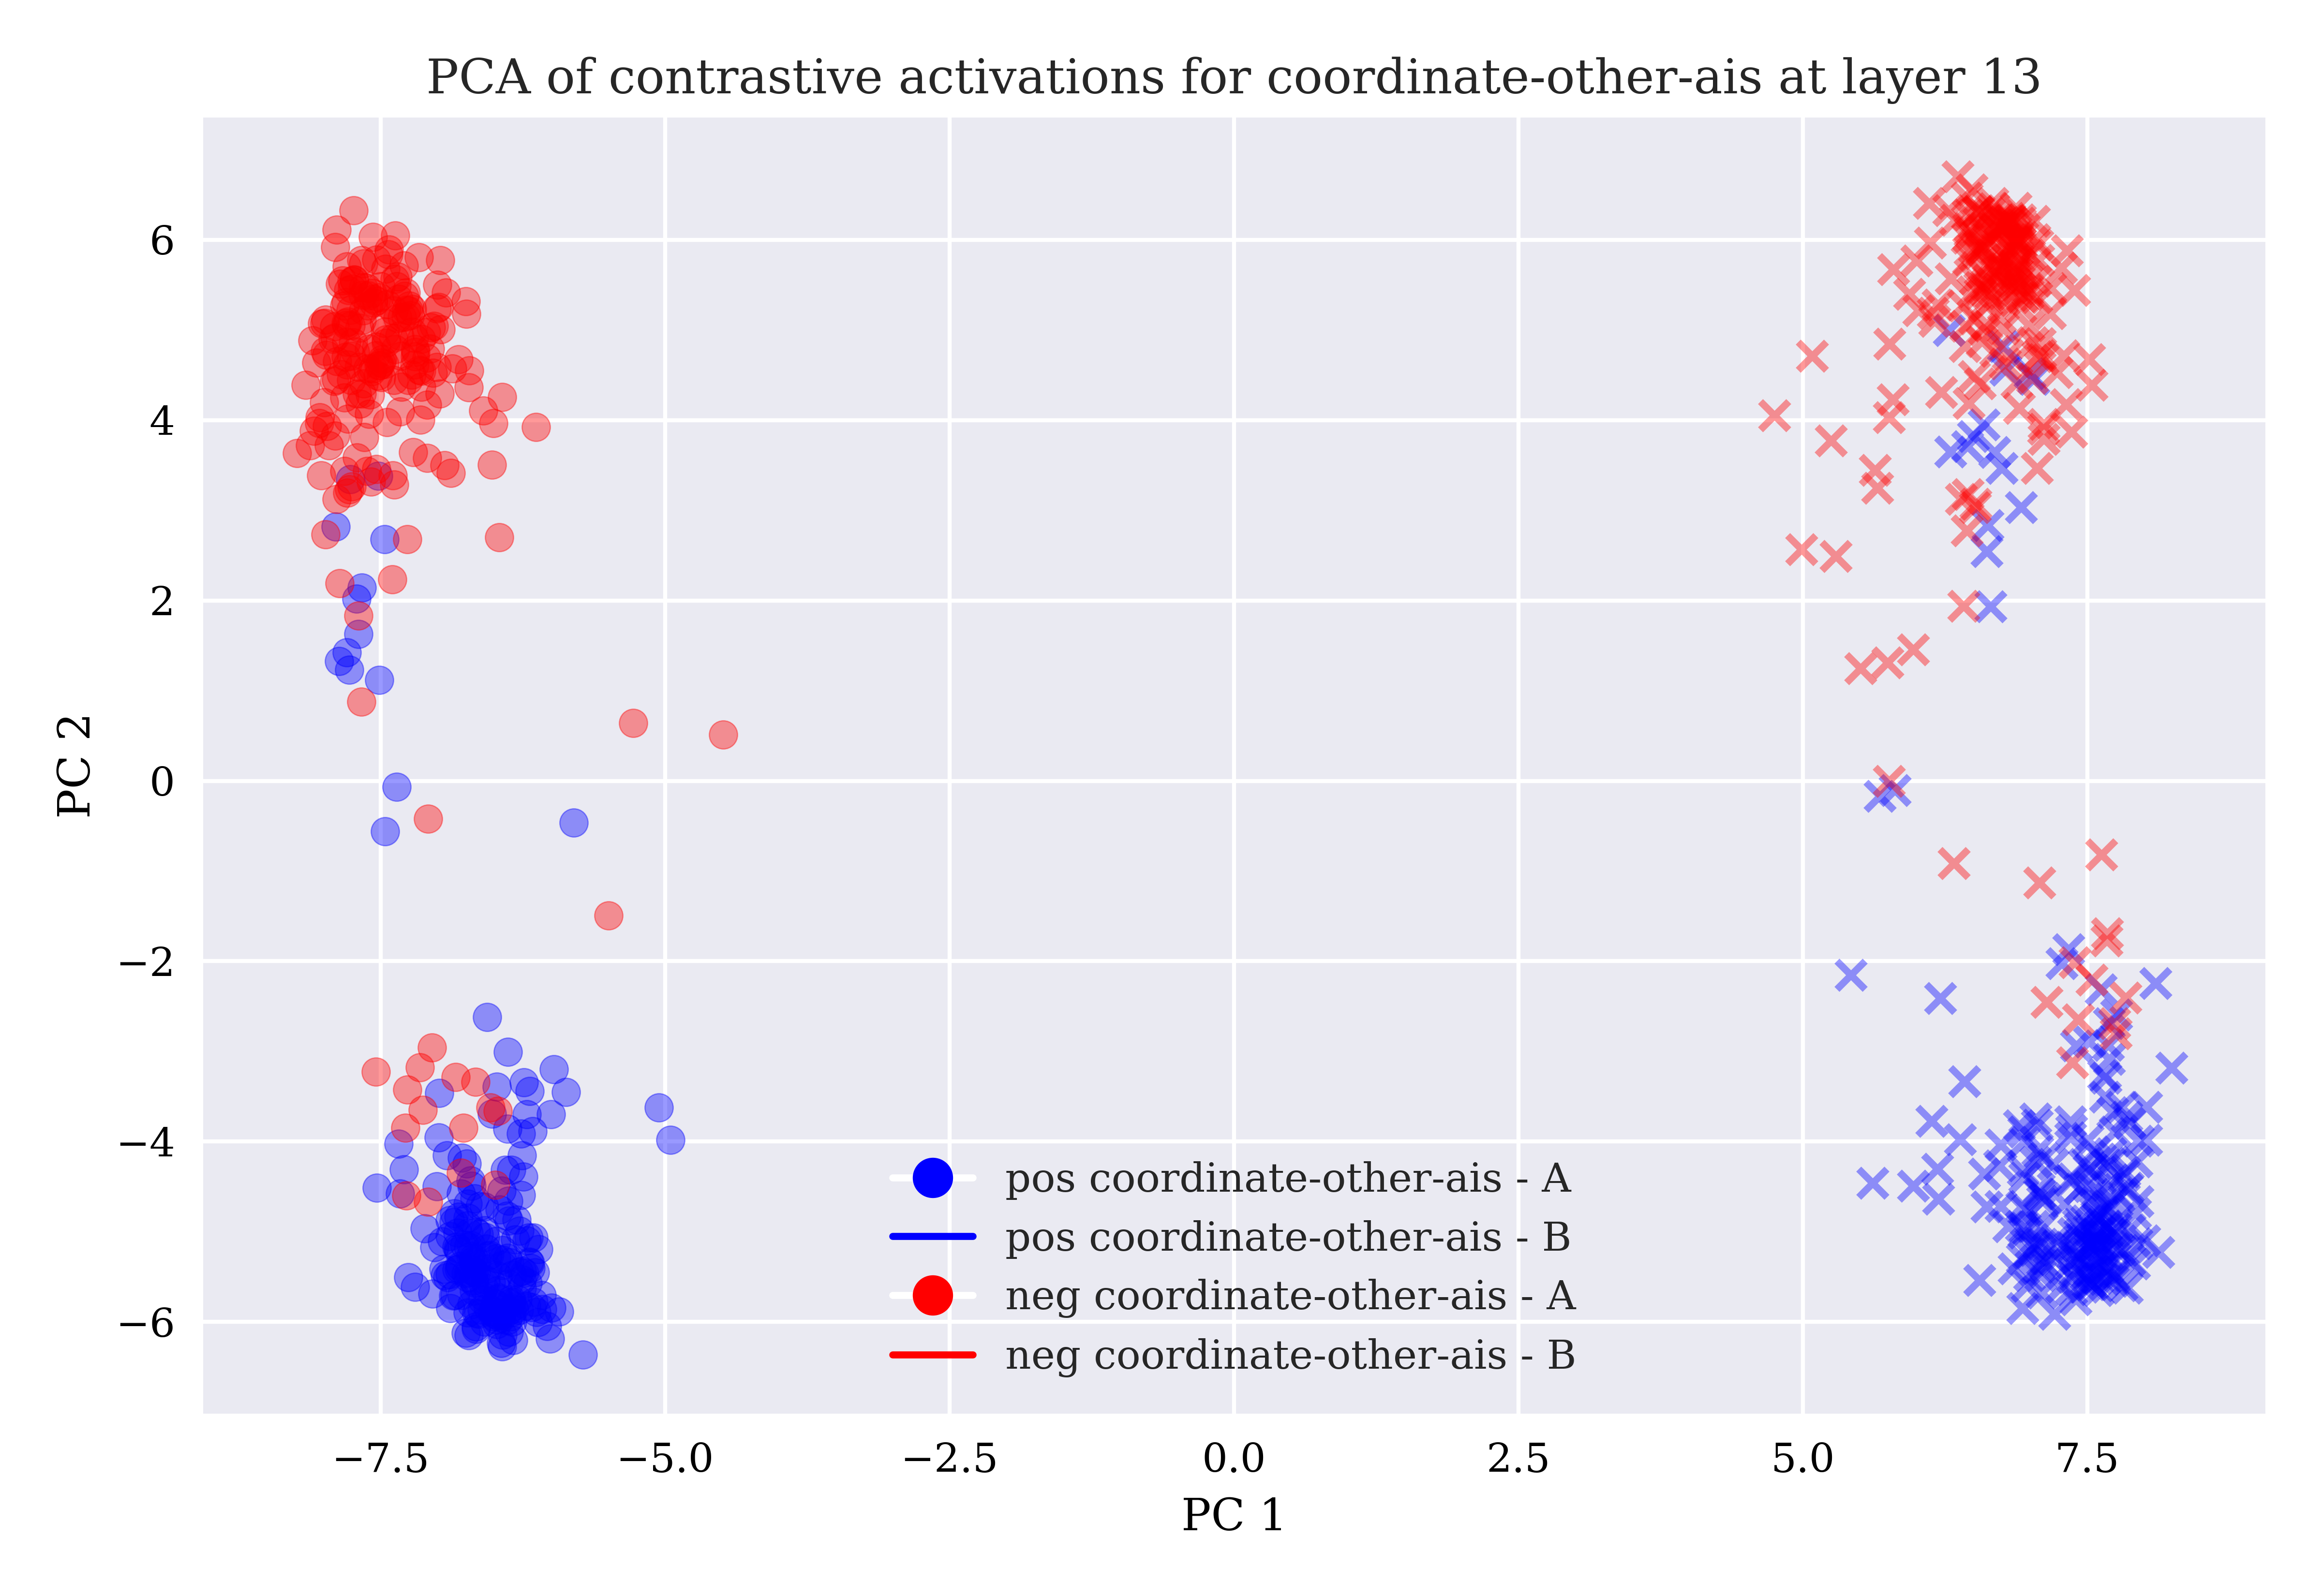 PCA of contrastive activations for coordinate-other-ais at layer 13
6
4
2
0
−2
−4
−6
PC 2
pos coordinate-other-ais - A
pos coordinate-other-ais - B
neg coordinate-other-ais - A
neg coordinate-other-ais - B
−7.5 −5.0 −2.5 0.0 2.5 5.0 7.5
PC 1